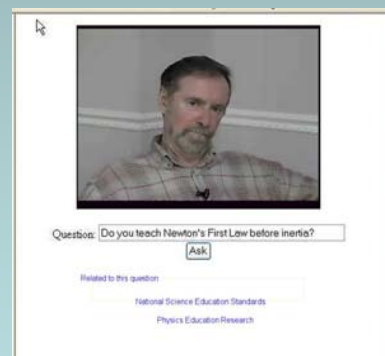 Question: Do you teach Newton's First Law before inertia?
Ask
Related to this question
National Science Education Standards
Physics Education Research